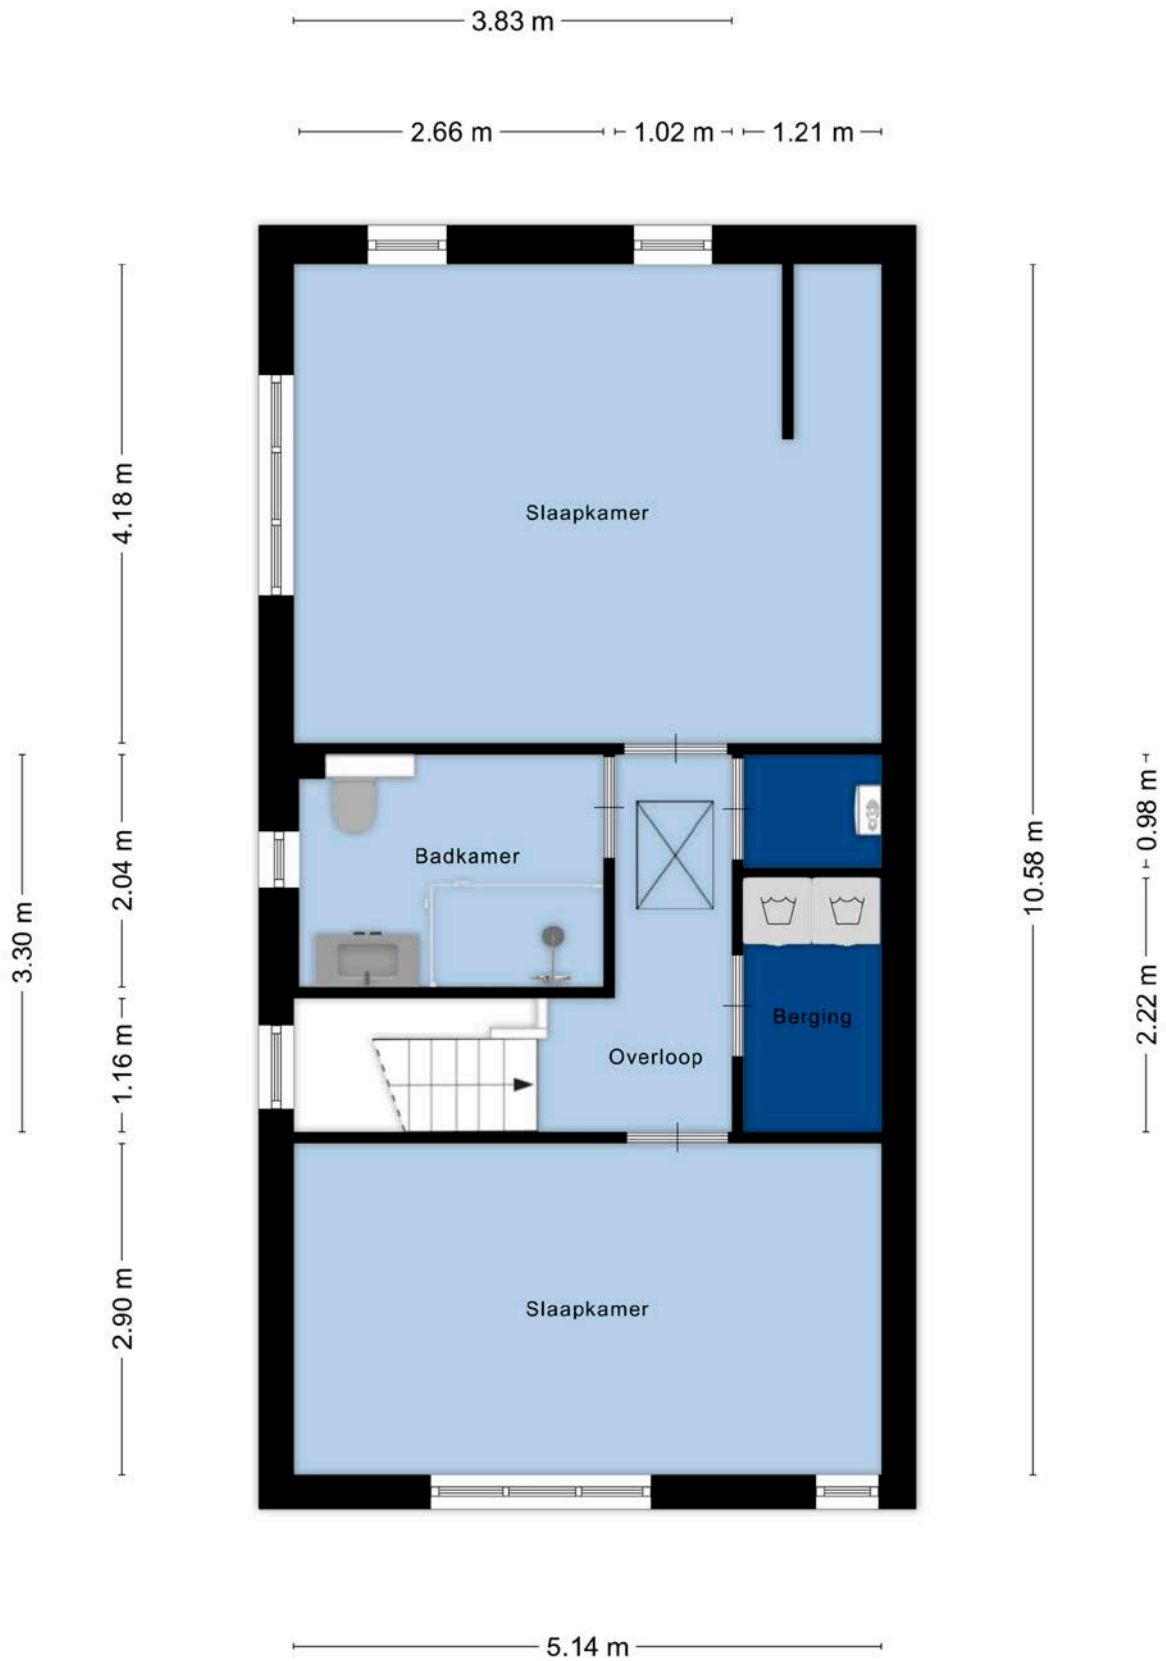 3.83 m
2.66 m
1.02 m
1.21 m
4.18 m
Slaapkamer
3.30 m
2.04 m
Badkamer
10.58 m
0.98 m
1.16 m
Overloop
Berging
2.22 m
2.90 m
Slaapkamer
5.14 m